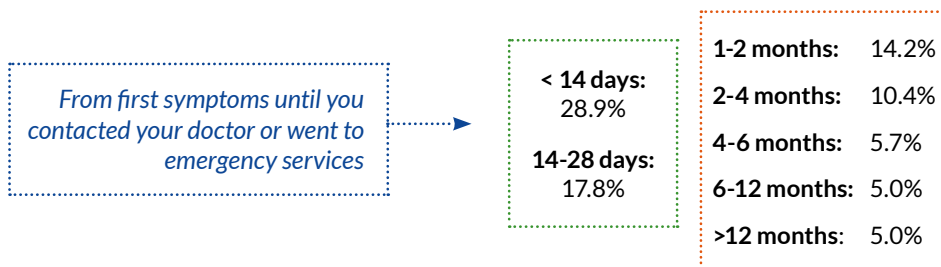 From first symptoms until you
contacted your doctor or went to
emergency services
< 14 days:
28.9%
14-28 days:
17.8%
1-2 months: 14.2%
2-4 months: 10.4%
4-6 months: 5.7%
6-12 months: 5.0%
>12 months: 5.0%